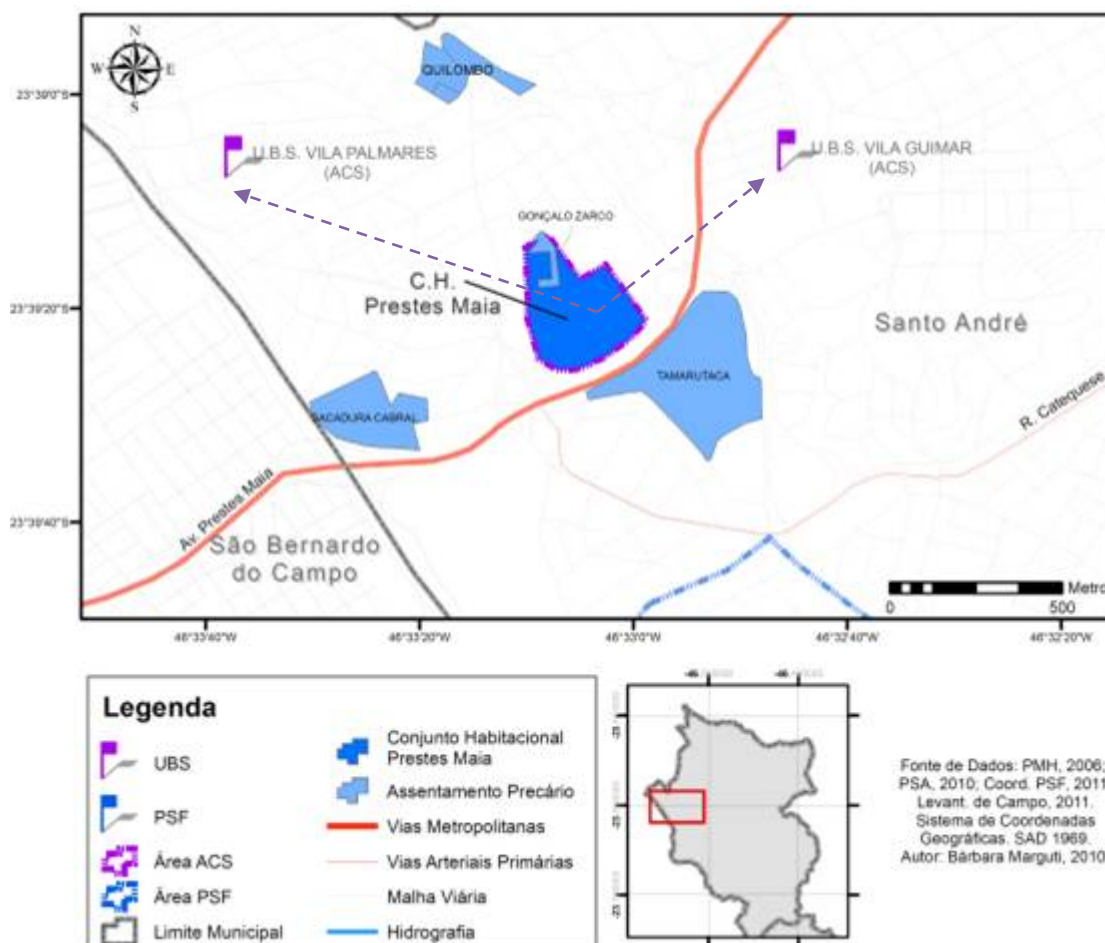 N
W E
S
QUILOMBO
23°39'0"S
U.B.S. VILA PALMARES
(ACS)
U.B.S. VILA GUIMAR
(ACS)
GONÇALO ZARCO
C.H.
Prestes Maia
23°39'20"S
Santo André
TAMARUTACA
SACADURA CABRAL
R. Catequese
Av. Prestes Maia
23°39'40"S
São Bernardo
do Campo
Metro
0 500
46°33'40"W 46°33'20"W 46°33'0"W 46°32'40"W 46°32'20"W
Legenda
UBS
PSF
Área ACS
Área PSF
Limite Municipal
Conjunto Habitacional
Prestes Maia
Assentamento Precário
Vias Metropolitanas
Vias Arteriais Primárias
Malha Viária
Hidrografia
Fonte de Dados: PMH, 2006;
PSA, 2010; Coord. PSF, 2011
Levant. de Campo, 2011.
Sistema de Coordenadas
Geográficas. SAD 1969.
Autor: Bárbara Marguti, 2010